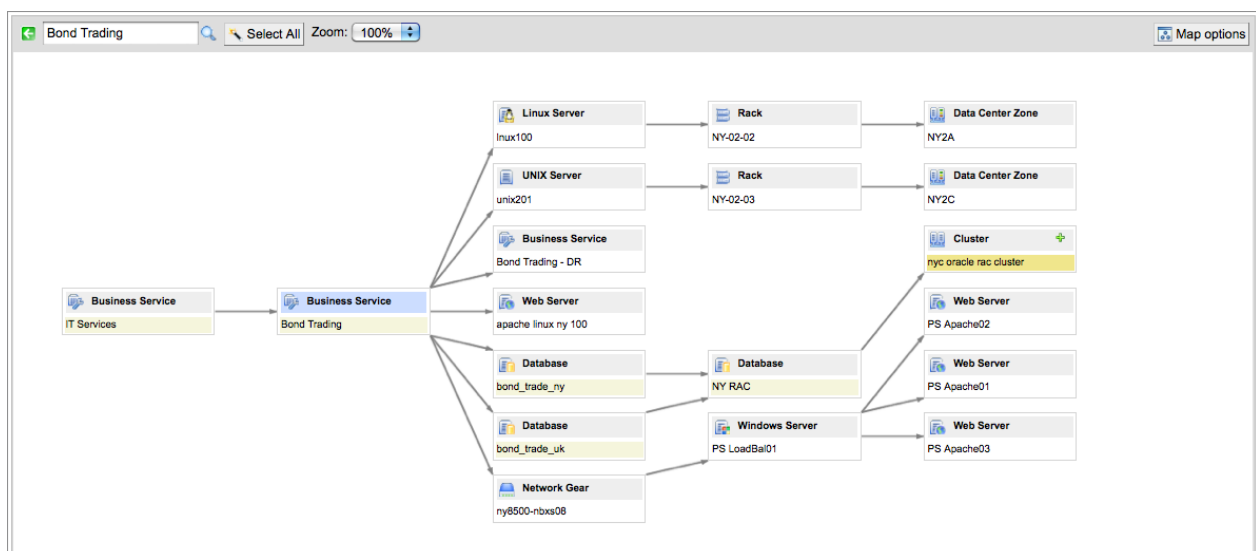 Bond Trading Select All Zoom: 100% Map options
Linux Server Rack Data Center Zone
lnux100 NY-02-02 NY2A
UNIX Server Rack Data Center Zone
unix201 NY-02-03 NY2C
Business Service Cluster
Bond Trading - DR nyc oracle rac cluster
Business Service Business Service Web Server Web Server
IT Services Bond Trading apache linux ny 100 PS Apache02
Database Database Web Server
bond_trade_ny NY RAC PS Apache01
Database Windows Server Web Server
bond_trade_uk PS LoadBal01 PS Apache03
Network Gear
ny8500-nbxs08